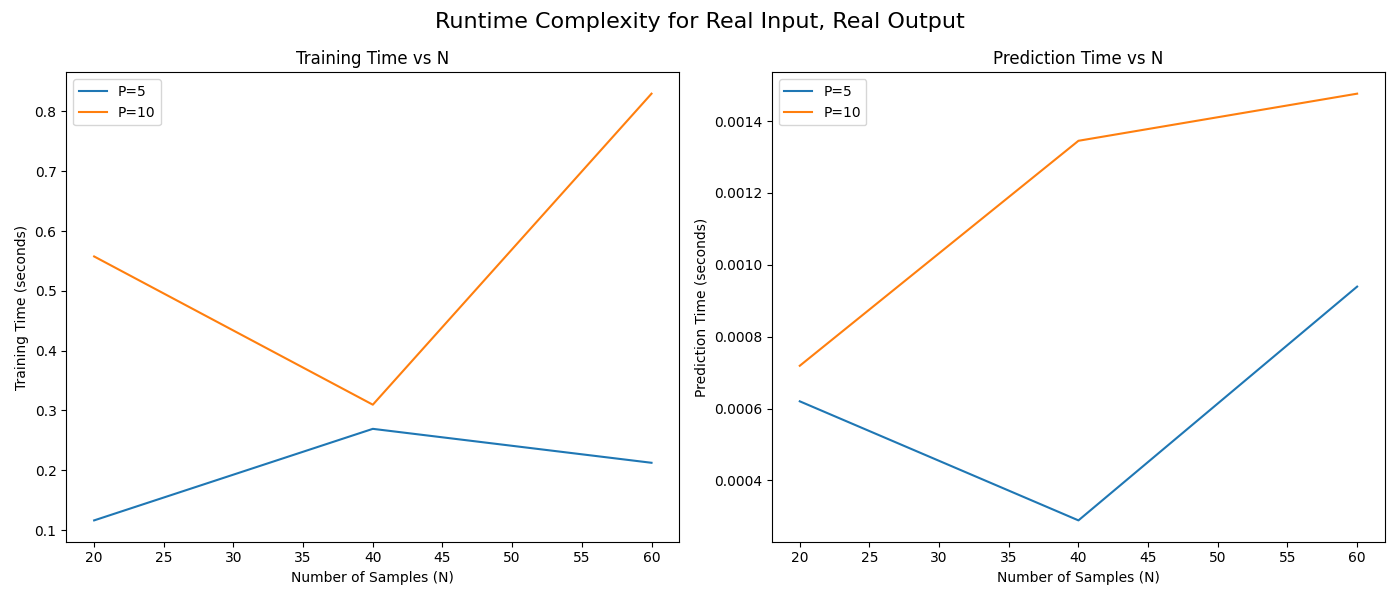 Runtime Complexity for Real Input, Real Output
Training Time vs N
P=5
P=10
Training Time (seconds)
0.8
0.7
0.6
0.5
0.4
0.3
0.2
0.1
20 25 30 35 40 45 50 55 60
Number of Samples (N)
Prediction Time vs N
P=5
P=10
Prediction Time (seconds)
0.0014
0.0012
0.0010
0.0008
0.0006
0.0004
20 25 30 35 40 45 50 55 60
Number of Samples (N)